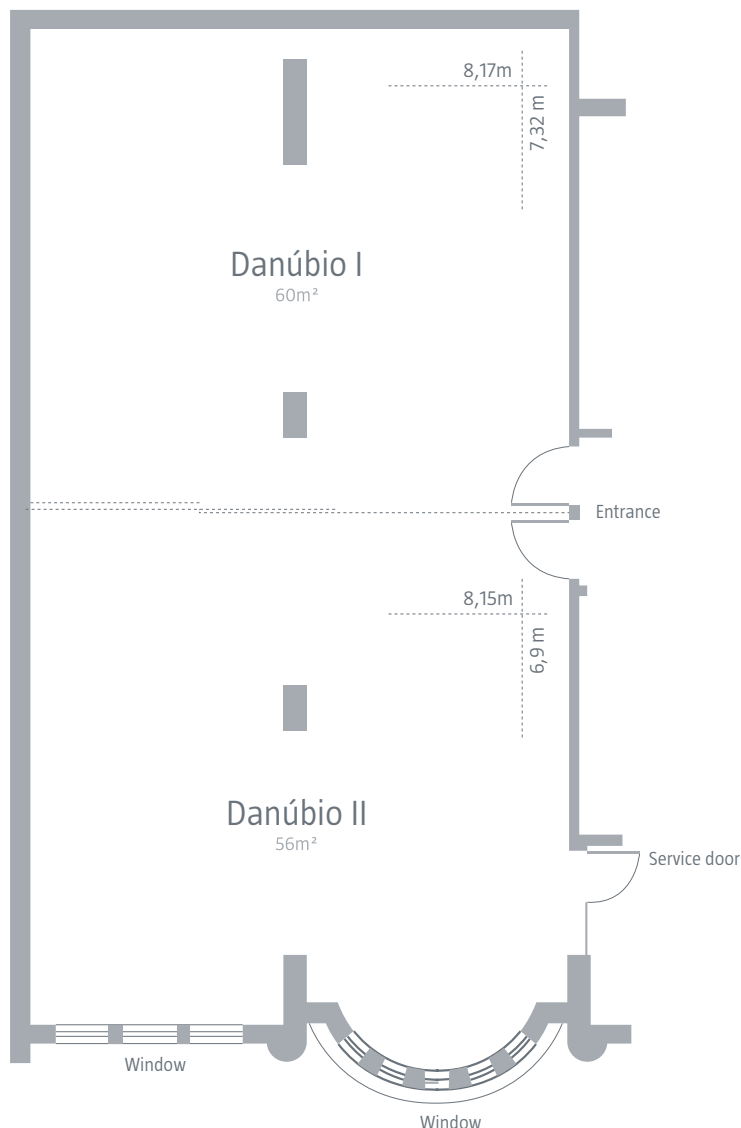 8,17m
7,32 m
Danúbio I
60m²
Entrance
8,15m
6,9 m
Danúbio II
56m²
Service door
Window
Window